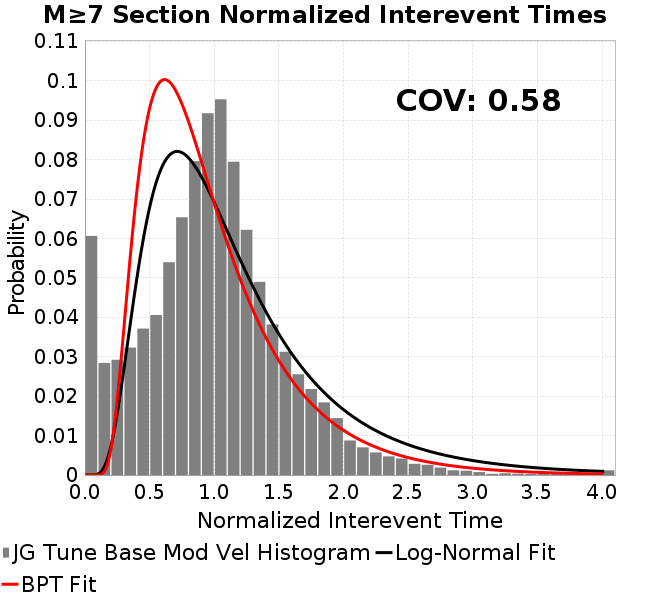 M≥7 Section Normalized Interevent Times
COV: 0.58
Probability
0.11
0.1
0.09
0.08
0.07
0.06
0.05
0.04
0.03
0.02
0.01
0
0.0 0.5 1.0 1.5 2.0 2.5 3.0 3.5 4.0
Normalized Interevent Time
JG Tune Base Mod Vel Histogram Log-Normal Fit
BPT Fit